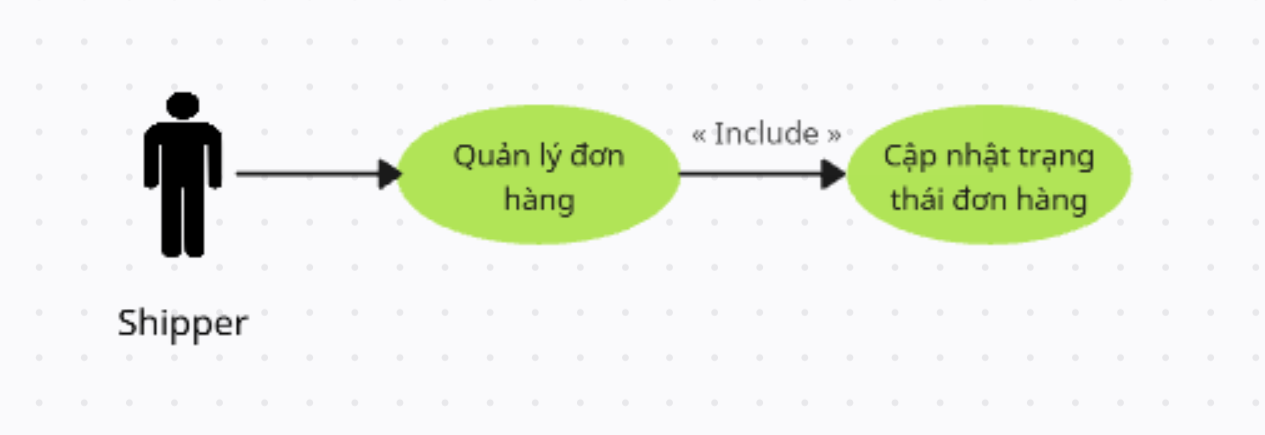 « Include »
Quản lý đơn
hàng
Cập nhật trạng
thái đơn hàng
Shipper